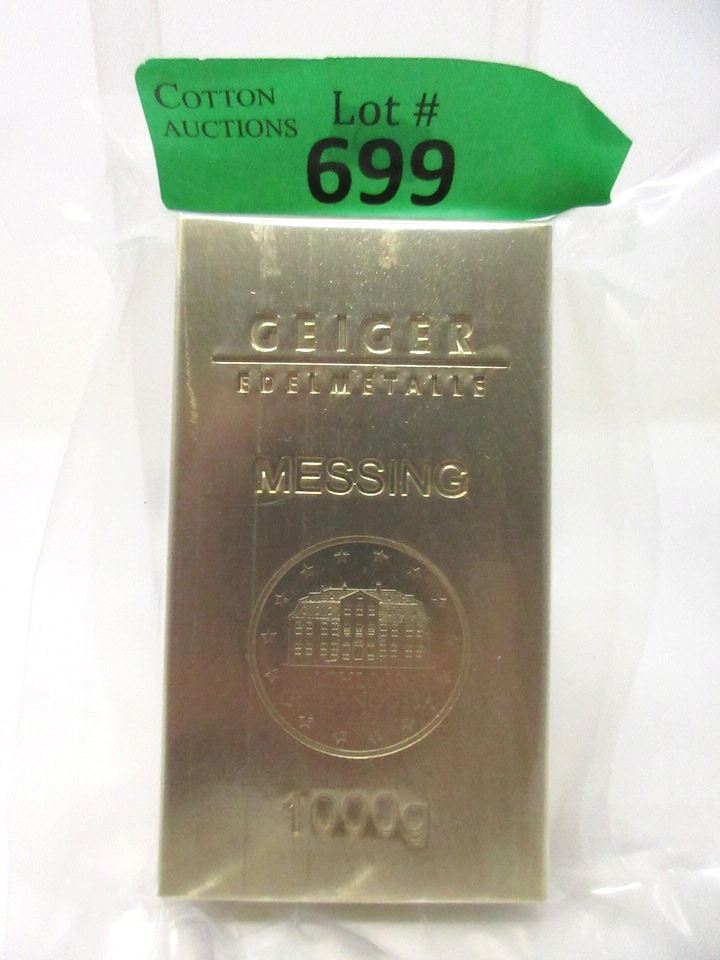 COTTON
AUCTIONS
Lot #
699
GEIGER
EDELMETALLE
MESSING
1000g